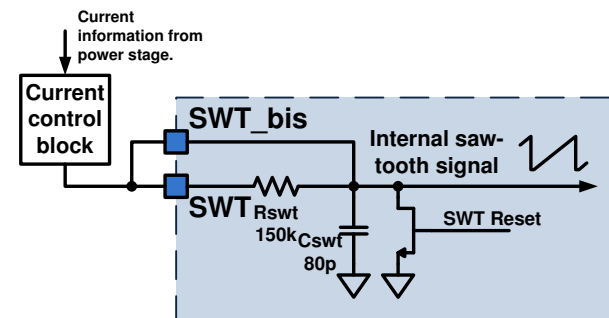 Current
information from
power stage.
Current
control
block
SWT_bis
Internal saw-
tooth signal
SWT
Rswt
150k
Cswt
80p
SWT Reset